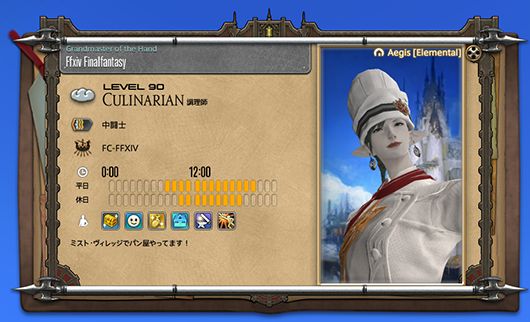 Grandmaster of the Hand
Ffxiv Finalfantasy
Aegis [Elemental]
LEVEL 90
CULINARIAN 調理師
中闘士
FC-FFXIV
0:00 12:00
平日
休日
ミスト・ヴィレッジでパン屋やってます!